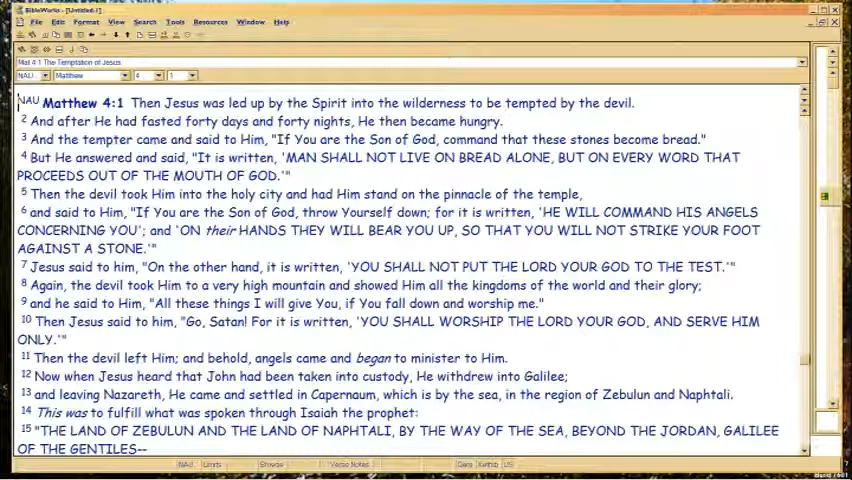 BibleWorks - [Untitled-1]
File Edit Format View Search Tools Resources Window Help
Mat 4:1 The Temptation of Jesus
NAU Matthew 4 1
NAU Matthew 4:1 Then Jesus was led up by the Spirit into the wilderness to be tempted by the devil.
2 And after He had fasted forty days and forty nights, He then became hungry.
3 And the tempter came and said to Him, "If You are the Son of God, command that these stones become bread."
4 But He answered and said, "It is written, 'MAN SHALL NOT LIVE ON BREAD ALONE, BUT ON EVERY WORD THAT
PROCEEDS OUT OF THE MOUTH OF GOD.'"
5 Then the devil took Him into the holy city and had Him stand on the pinnacle of the temple,
6 and said to Him, "If You are the Son of God, throw Yourself down; for it is written, 'HE WILL COMMAND HIS ANGELS
CONCERNING YOU'; and 'ON their HANDS THEY WILL BEAR YOU UP, SO THAT YOU WILL NOT STRIKE YOUR FOOT
AGAINST A STONE.'"
7 Jesus said to him, "On the other hand, it is written, 'YOU SHALL NOT PUT THE LORD YOUR GOD TO THE TEST.'"
8 Again, the devil took Him to a very high mountain and showed Him all the kingdoms of the world and their glory;
9 and he said to Him, "All these things I will give You, if You fall down and worship me."
10 Then Jesus said to him, "Go, Satan! For it is written, 'YOU SHALL WORSHIP THE LORD YOUR GOD, AND SERVE HIM
ONLY.'"
11 Then the devil left Him; and behold, angels came and began to minister to Him.
12 Now when Jesus heard that John had been taken into custody, He withdrew into Galilee;
13 and leaving Nazareth, He came and settled in Capernaum, which is by the sea, in the region of Zebulun and Naphtali.
14 This was to fulfill what was spoken through Isaiah the prophet:
15 "THE LAND OF ZEBULUN AND THE LAND OF NAPHTALI, BY THE WAY OF THE SEA, BEYOND THE JORDAN, GALILEE
OF THE GENTILES--
NAU Limits Browse Verse Notes US